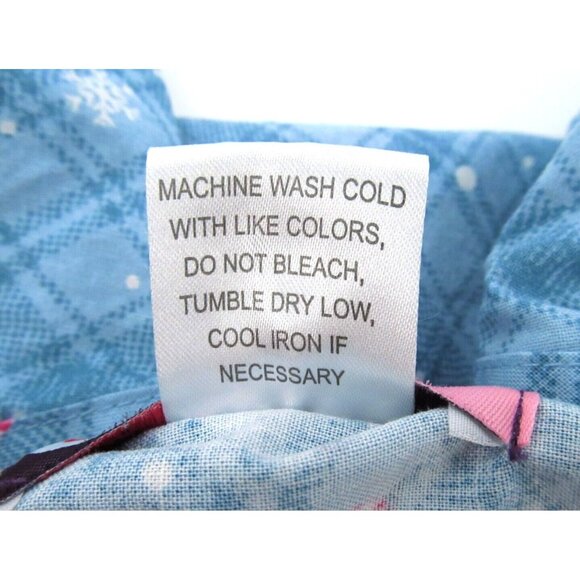 MACHINE WASH COLD
WITH LIKE COLORS,
DO NOT BLEACH,
TUMBLE DRY LOW,
COOL IRON IF
NECESSARY